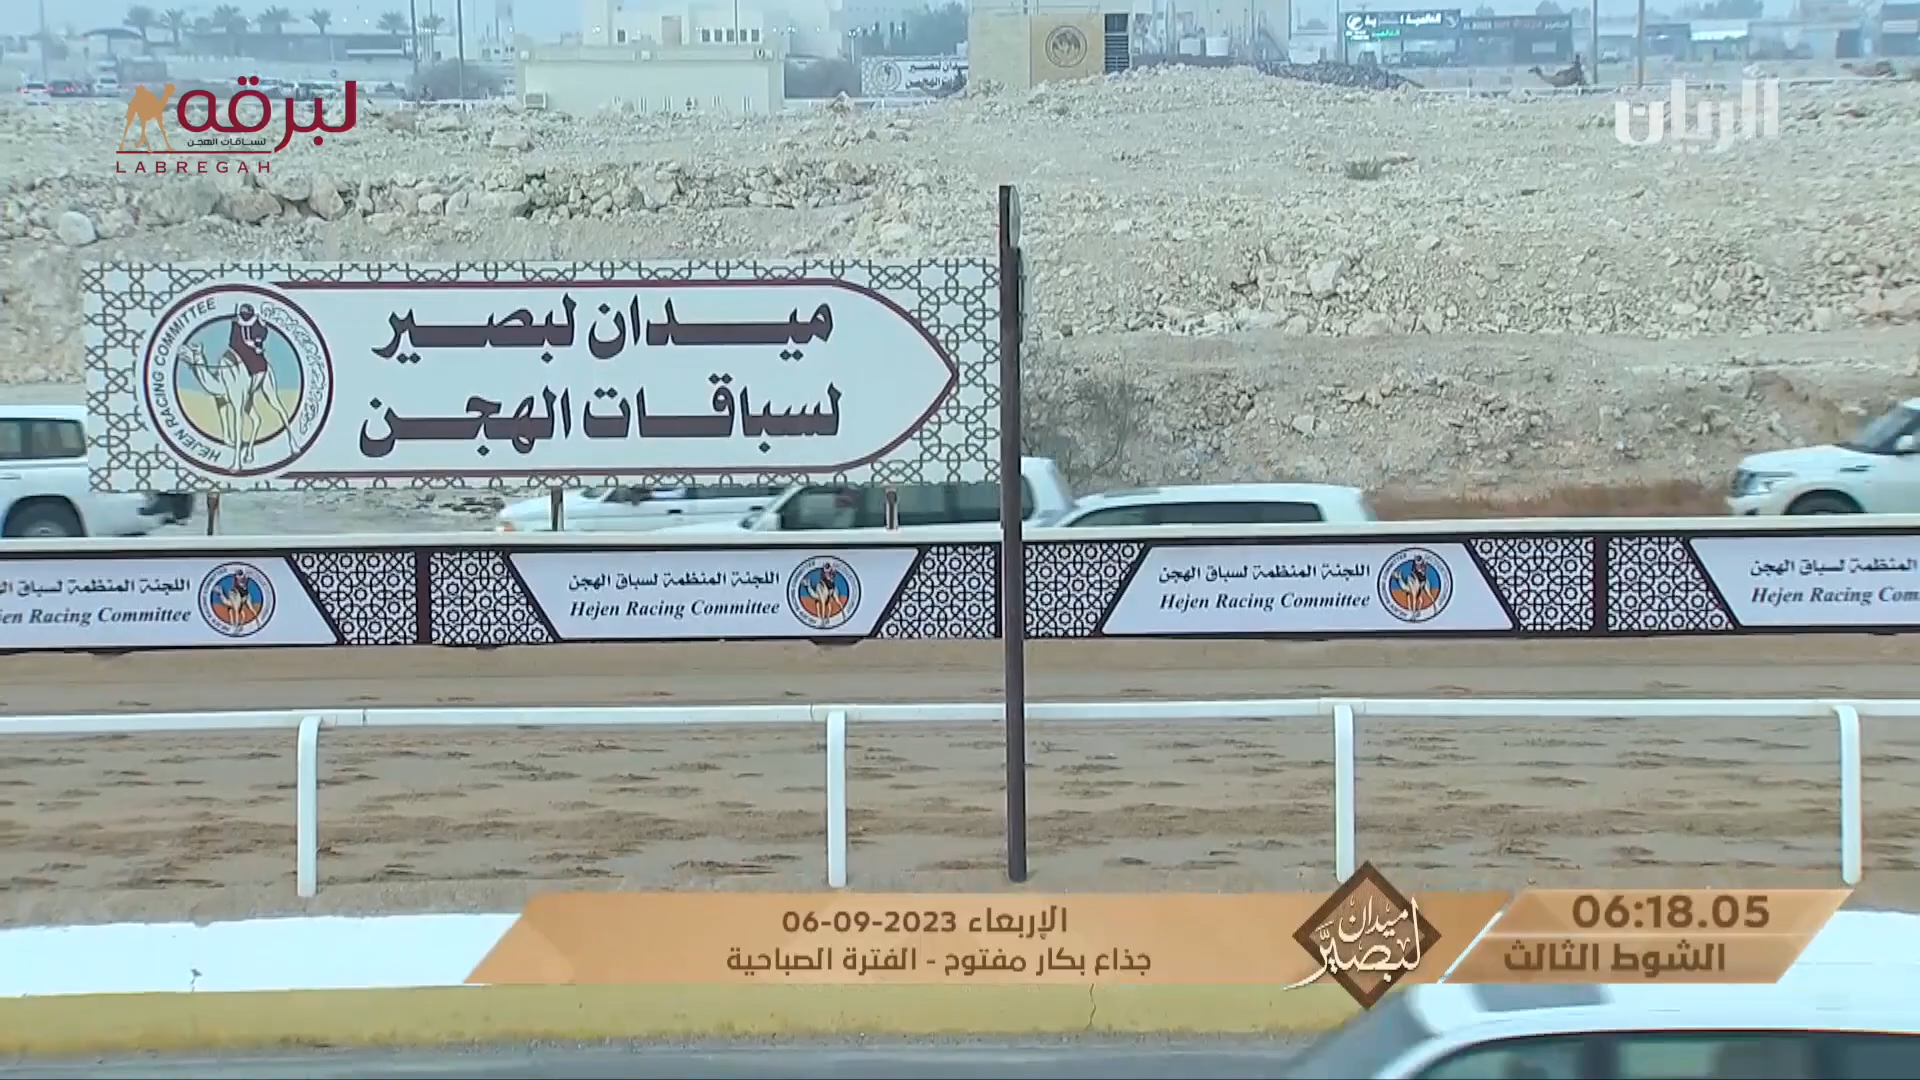 لبرقه
لسباقات الهجن
LABREGAH
الريان
ميدان لبصير
لسباقات الهجن
HEJEN RACING COMMITTEE
اللجنة المنظمة لسباق الهجن
Hejen Racing Committee
اللجنة المنظمة لسباق الهجن
Hejen Racing Committee
اللجنة المنظمة لسباق الهجن
Hejen Racing Committee
المنظمة لسباق الهجن
Hejen Racing Com
الإربعاء 06-09-2023
جذاع بكار مفتوح - الفترة الصباحية
ميدان لبصير
06:18.05
الشوط الثالث